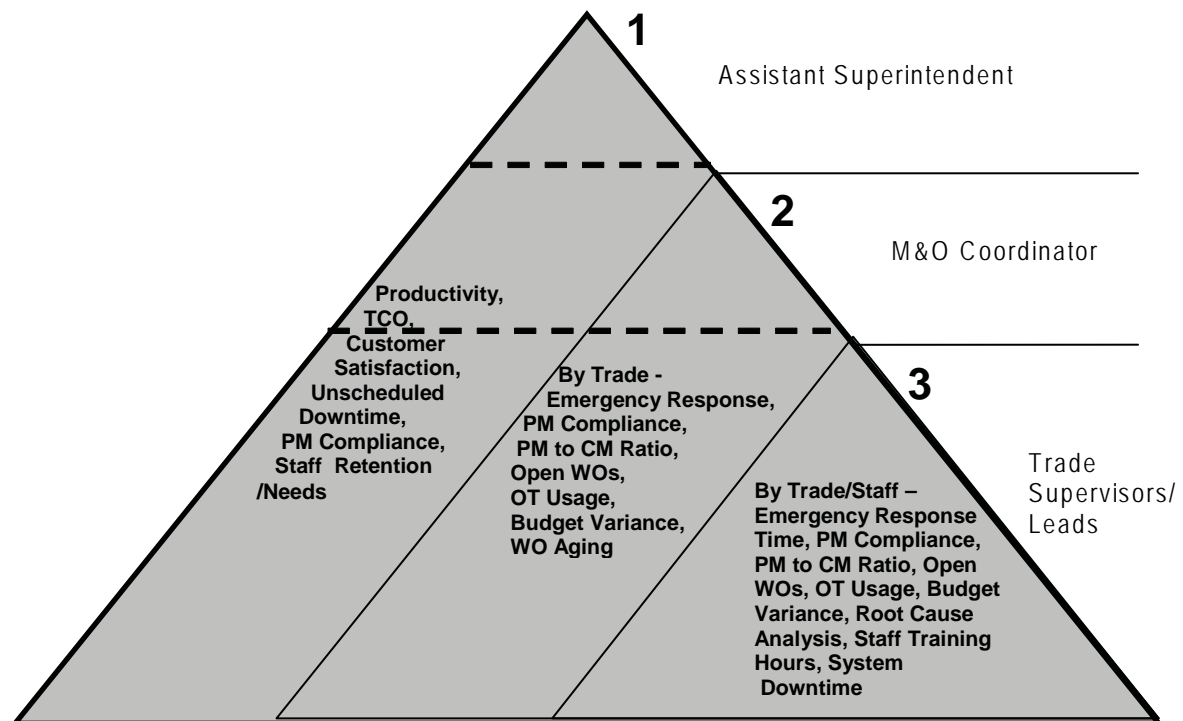 1
Assistant Superintendent
2
M&O Coordinator
3
Trade
Supervisors/
Leads
Productivity,
TCO,
Customer
Satisfaction,
Unscheduled
Downtime,
PM Compliance,
Staff Retention
/Needs
By Trade -
Emergency Response,
PM Compliance,
PM to CM Ratio,
Open WOs,
OT Usage,
Budget Variance,
WO Aging
By Trade/Staff –
Emergency Response
Time, PM Compliance,
PM to CM Ratio, Open
WOs, OT Usage, Budget
Variance, Root Cause
Analysis, Staff Training
Hours, System
Downtime